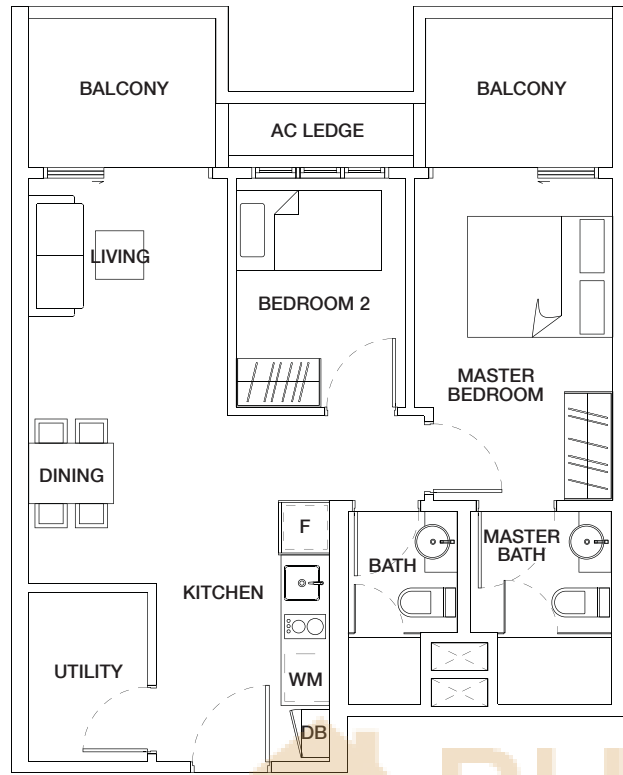 BALCONY
BALCONY
AC LEDGE
LIVING
BEDROOM 2
MASTER
BEDROOM
DINING
F
BATH
MASTER
BATH
KITCHEN
UTILITY
WM
DB